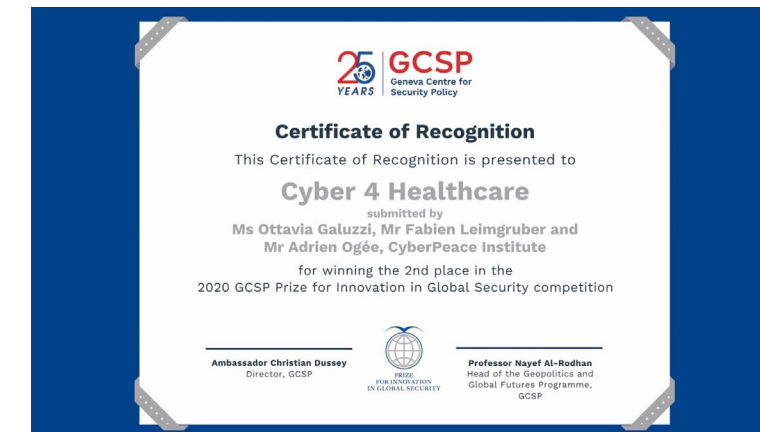 25
YEARS
GCSP
Geneva Centre for
Security Policy
Certificate of Recognition
This Certificate of Recognition is presented to
Cyber 4 Healthcare
submitted by
Ms Ottavia Galuzzi, Mr Fabien Leimgruber and
Mr Adrien Ogée, CyberPeace Institute
for winning the 2nd place in the
2020 GCSP Prize for Innovation in Global Security competition
Ambassador Christian Dussey
Director, GCSP
PRIZE
FOR INNOVATION
IN GLOBAL SECURITY
Professor Nayef Al-Rodhan
Head of the Geopolitics and
Global Futures Programme,
GCSP